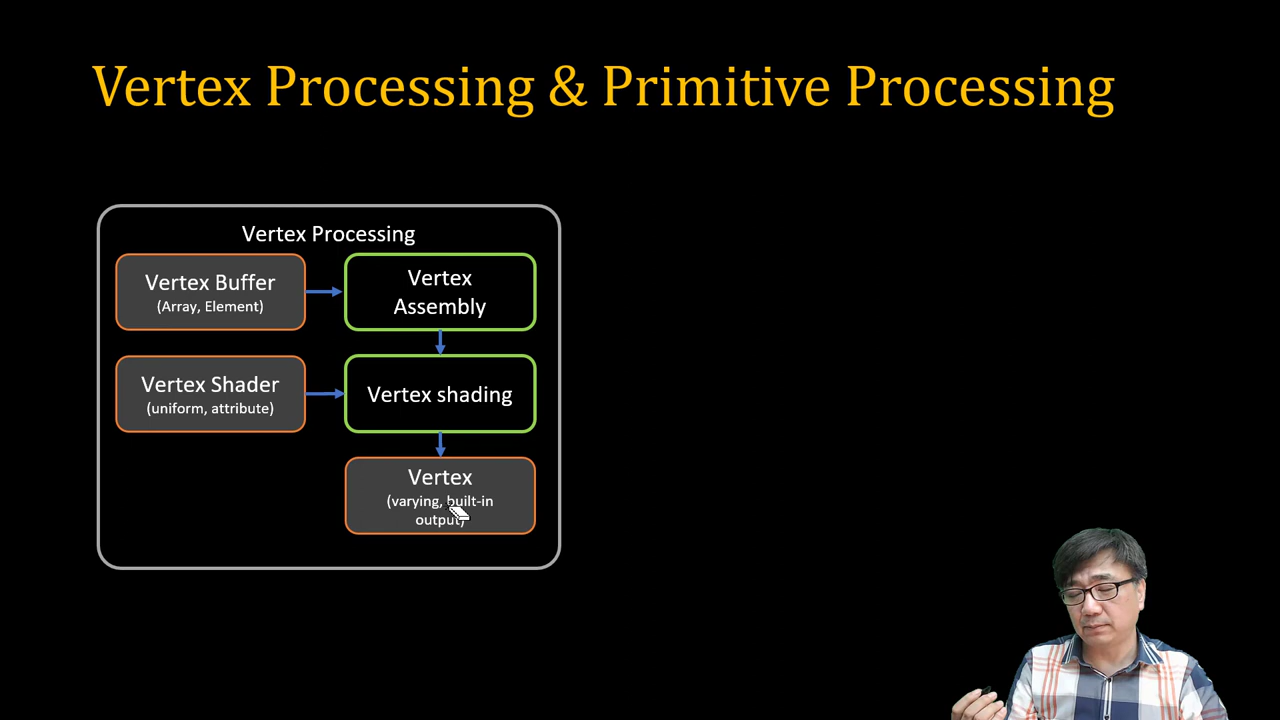 Vertex Processing & Primitive Processing
Vertex Processing
Vertex Buffer
(Array, Element)
Vertex
Assembly
Vertex Shader
(uniform, attribute)
Vertex shading
Vertex
(varying, built-in
output)